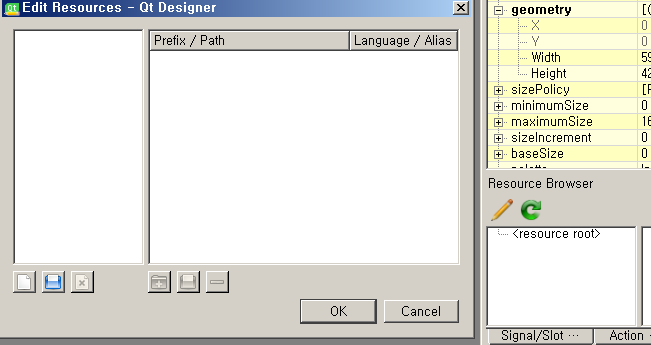 Edit Resources - Qt Designer
Prefix / Path
Language / Alias
OK
Cancel
geometry
X 0
Y 0
Width 59
Height 42
sizePolicy
minimumSize 0
maximumSize 16
sizeIncrement 0
baseSize 0
Resource Browser
<resource root>
Signal/Slot ···
Action